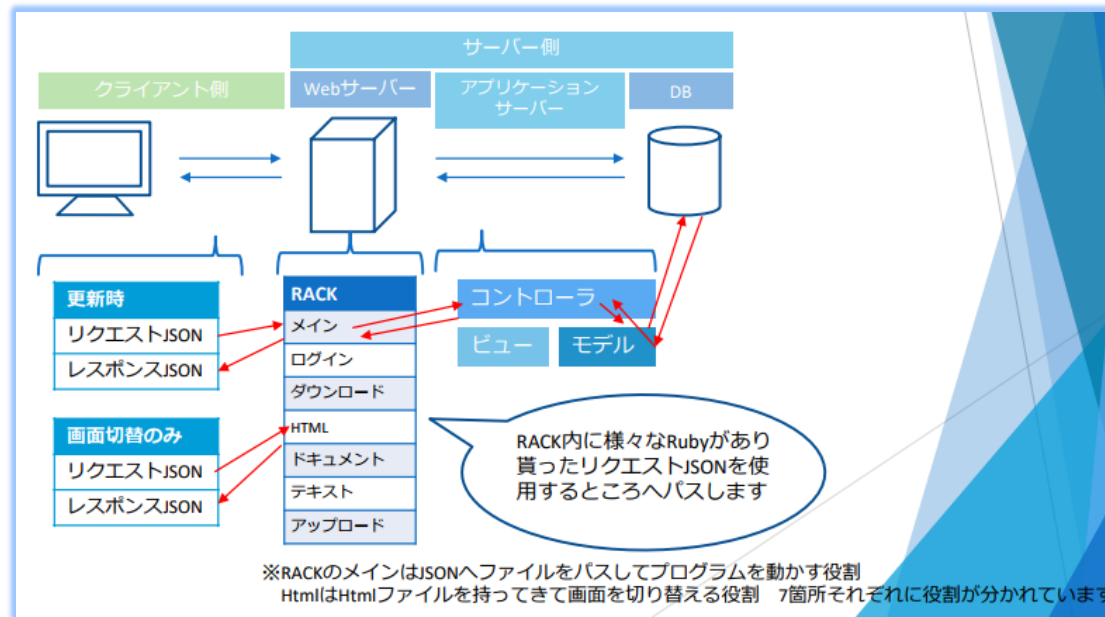 サーバー側
クライアント側
Webサーバー
アプリケーション
サーバー
DB
更新時
リクエストJSON
レスポンスJSON
画面切替のみ
リクエストJSON
レスポンスJSON
RACK
メイン
ログイン
ダウンロード
HTML
ドキュメント
テキスト
アップロード
コントローラ
ビュー
モデル
RACK内に様々なRubyがあり
貰ったリクエストJSONを使
用するところへパスします
※RACKのメインはJSONへファイルをパスしてプログラムを動かす役割
HtmlはHtmlファイルを持ってきて画面を切り替える役割　7箇所それぞれに役割が分かれています